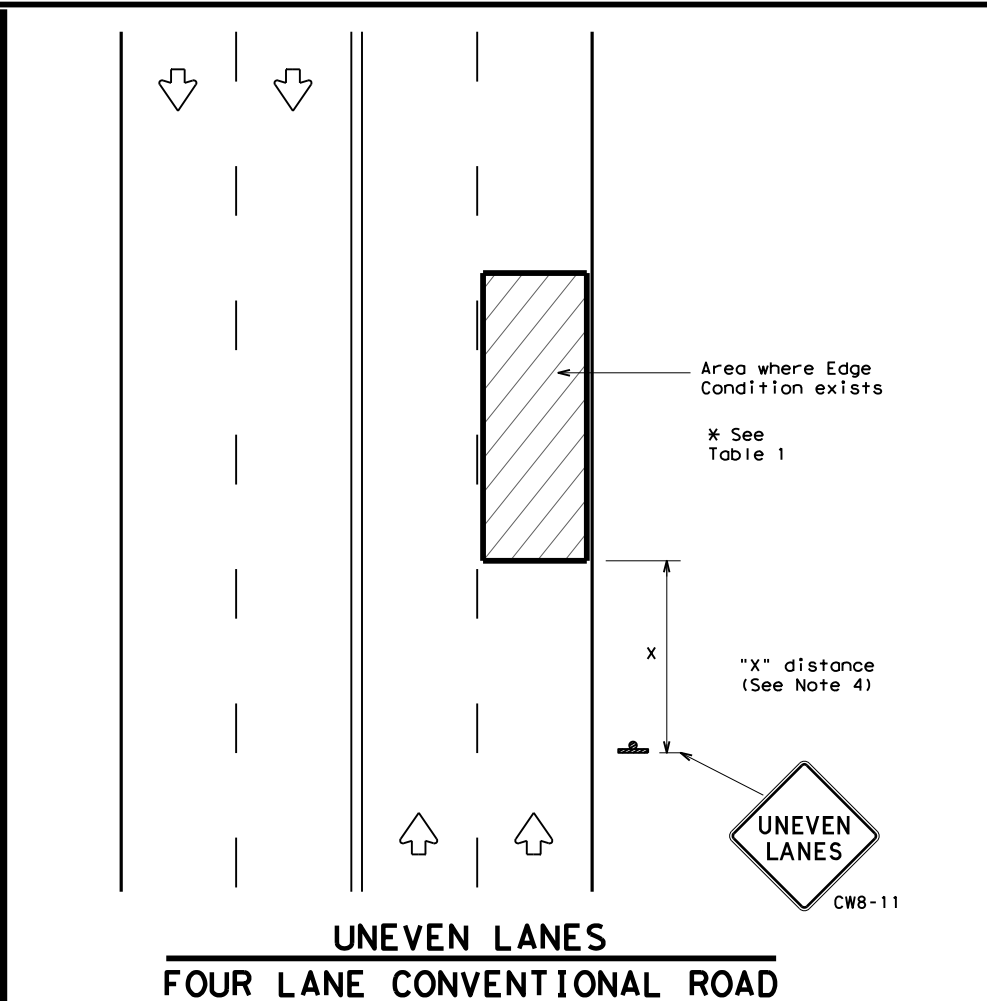 Area where Edge
Condition exists
* See
Table 1
X
"X" distance
(See Note 4)
UNEVEN
LANES
CW8-11
UNEVEN LANES
FOUR LANE CONVENTIONAL ROAD